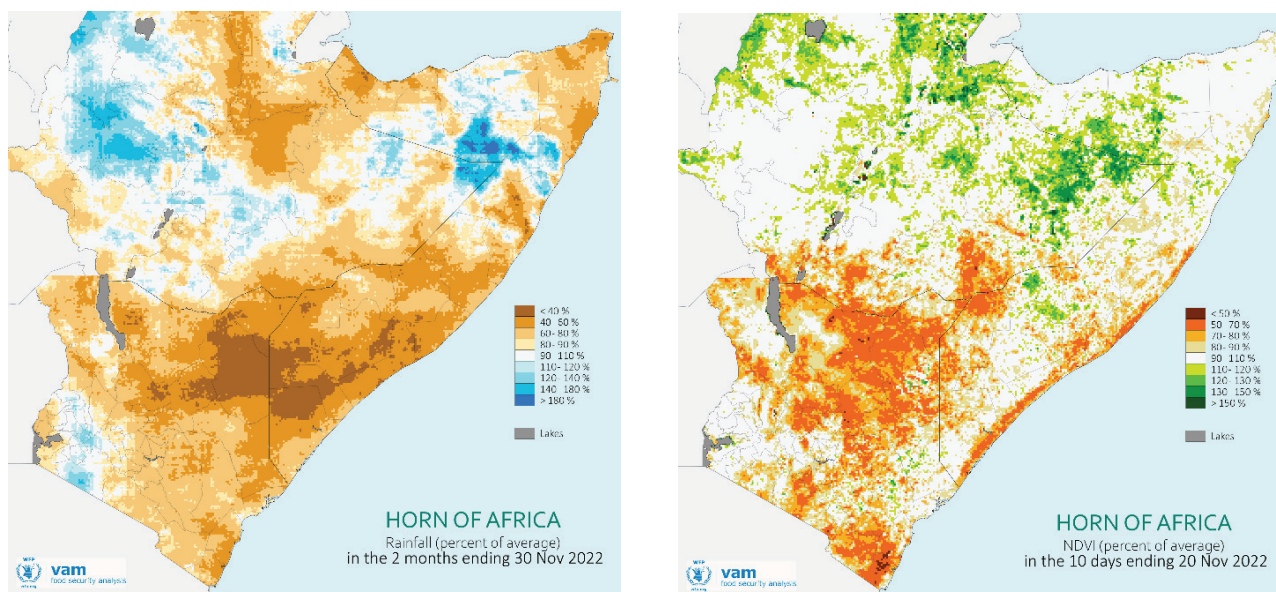 < 40 %
40- 60 %
60- 80 %
80- 90 %
90 110 %
110- 120 %
120- 140 %
140 180 %
> 180 %
Lakes
HORN OF AFRICA
Rainfall (percent of average)
in the 2 months ending 30 Nov 2022
WFP
vam
food security analysis
< 50 %
50- 70 %
70- 80 %
80- 90 %
90 110 %
110- 120 %
120- 130 %
130 150 %
> 150 %
Lakes
HORN OF AFRICA
NDVI (percent of average)
in the 10 days ending 20 Nov 2022
WFP
vam
food security analysis